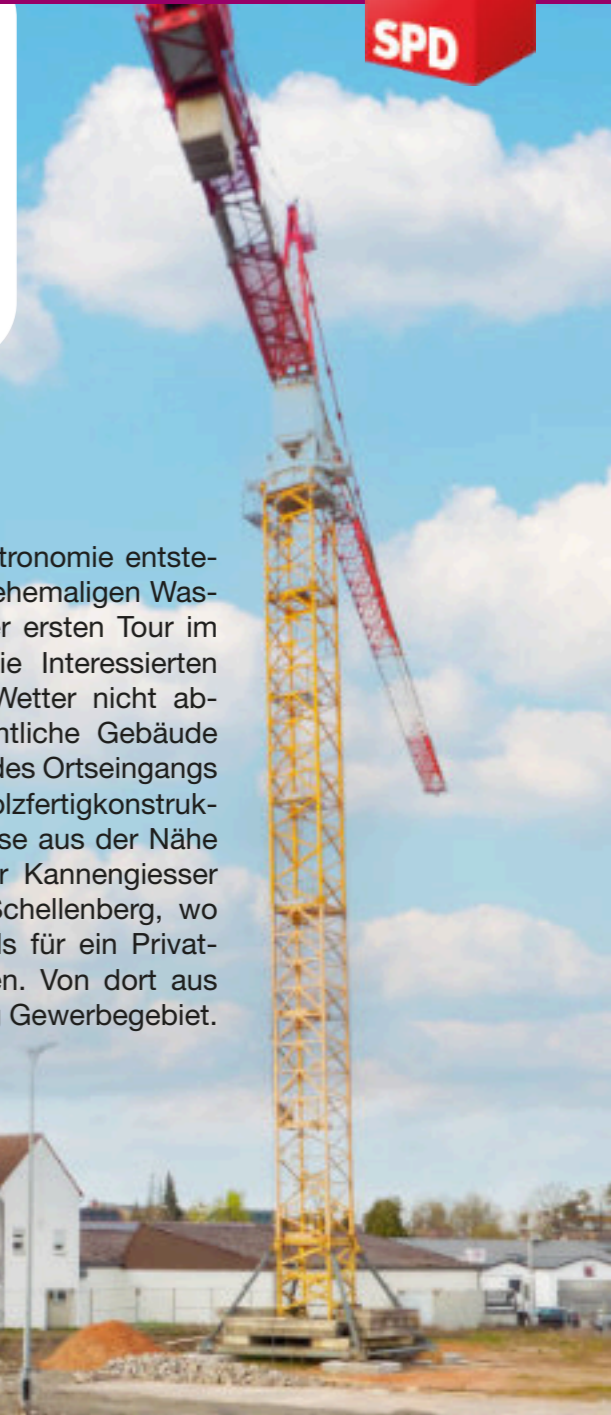 SPD
tronomie entste-
ehemaligen Was-
r ersten Tour im
ie Interessierten
Wetter nicht ab-
ntliche Gebäude
des Ortseingangs
olzfertigkonstruk-
se aus der Nähe
r Kannengiesser
Schellenberg, wo
ls für ein Privat-
en. Von dort aus
Gewerbegebiet.